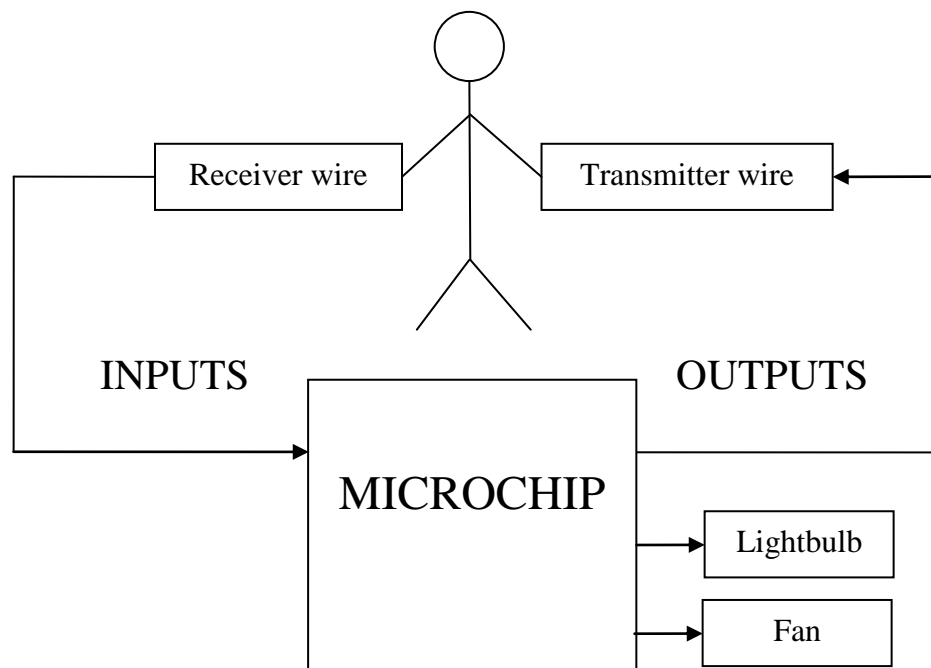 Receiver wire
Transmitter wire
INPUTS
OUTPUTS
MICROCHIP
Lightbulb
Fan